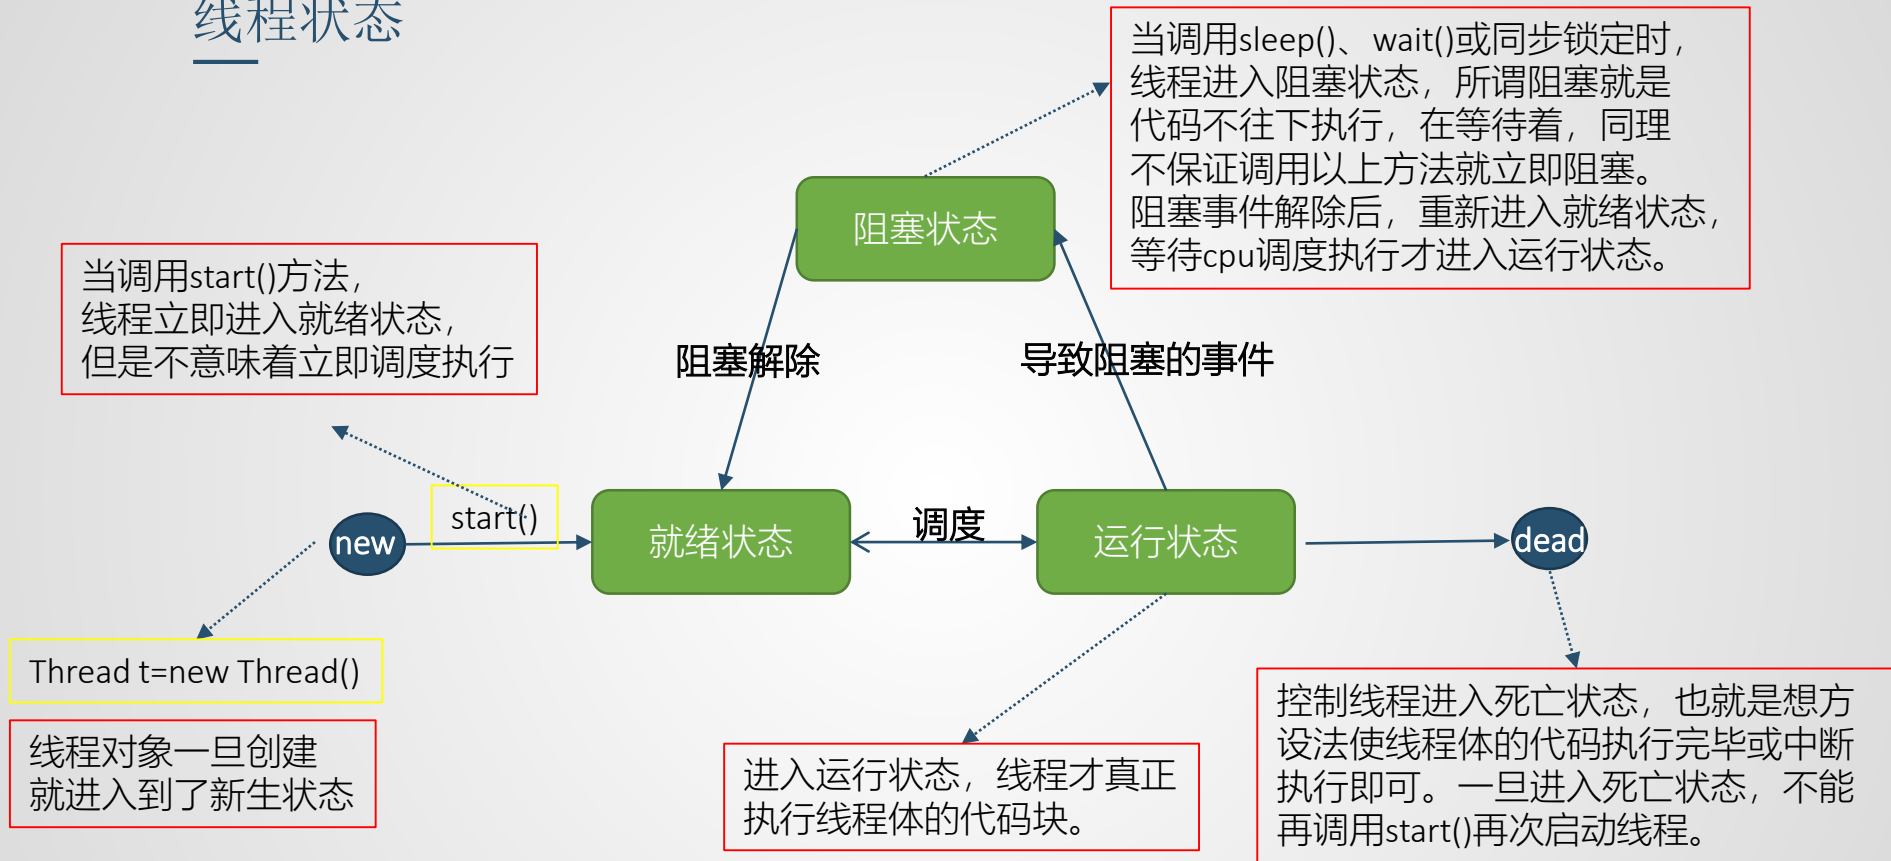 线程状态
当调用sleep()、wait()或同步锁定时，
线程进入阻塞状态，所谓阻塞就是
代码不往下执行，在等待着，同理
不保证调用以上方法就立即阻塞。
阻塞事件解除后，重新进入就绪状态，
等待cpu调度执行才进入运行状态。
阻塞状态
当调用start()方法，
线程立即进入就绪状态，
但是不意味着立即调度执行
阻塞解除
导致阻塞的事件
new
start()
就绪状态
调度
运行状态
dead
Thread t=new Thread()
线程对象一旦创建
就进入到了新生状态
进入运行状态，线程才真正
执行线程体的代码块。
控制线程进入死亡状态，也就是想方
设法使线程体的代码执行完毕或中断
执行即可。一旦进入死亡状态，不能
再调用start()再次启动线程。